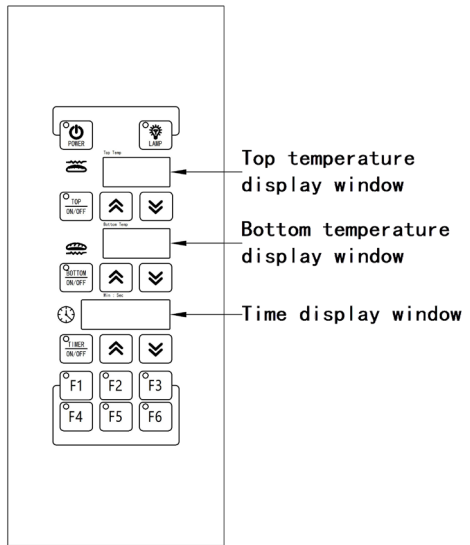 POWER
LAMP
Top Temp
Top temperature
display window
TOP
ON/OFF
Bottom Temp
Bottom temperature
display window
BOTTOM
ON/OFF
Min : Sec
Time display window
TIMER
ON/OFF
F1 F2 F3
F4 F5 F6